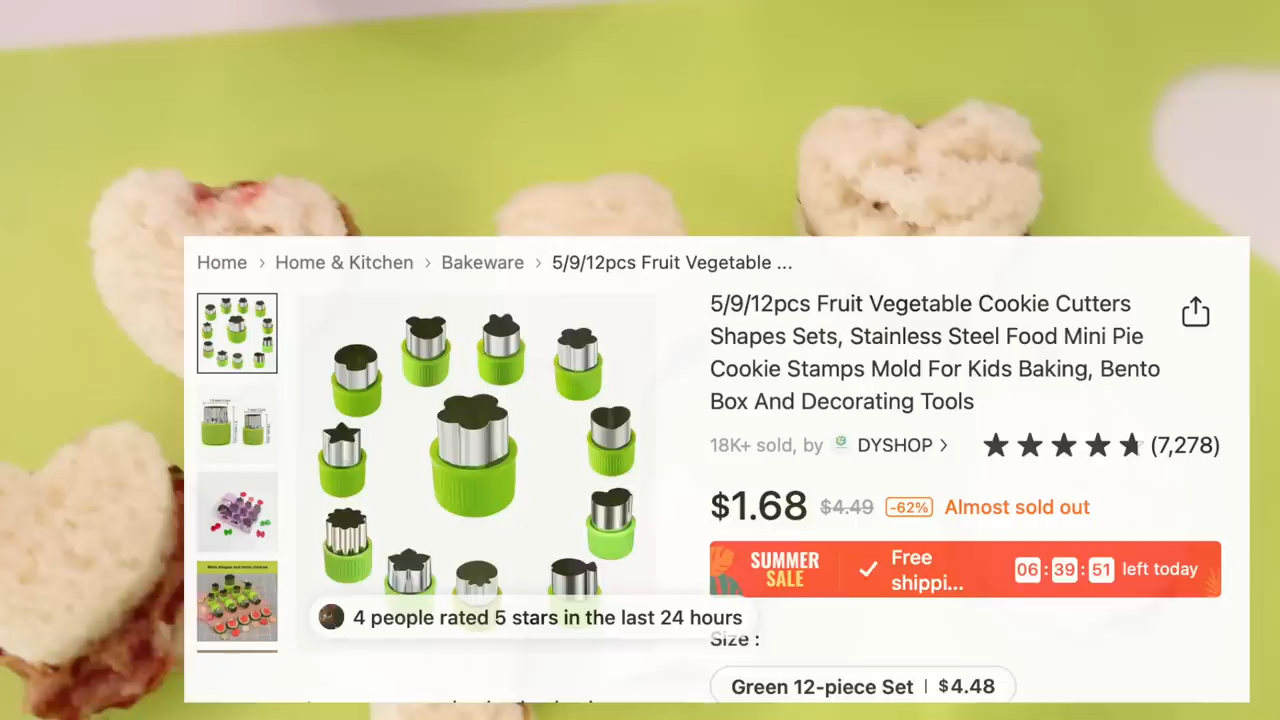 Home › Home & Kitchen › Bakeware › 5/9/12pcs Fruit Vegetable ...
5/9/12pcs Fruit Vegetable Cookie Cutters
Shapes Sets, Stainless Steel Food Mini Pie
Cookie Stamps Mold For Kids Baking, Bento
Box And Decorating Tools
18K+ sold, by DYSHOP › (7,278)
$1.68 $4.49 -62% Almost sold out
SUMMER
SALE
Free
shippi...
06:39:51 left today
4 people rated 5 stars in the last 24 hours
Size :
Green 12-piece Set | $4.48